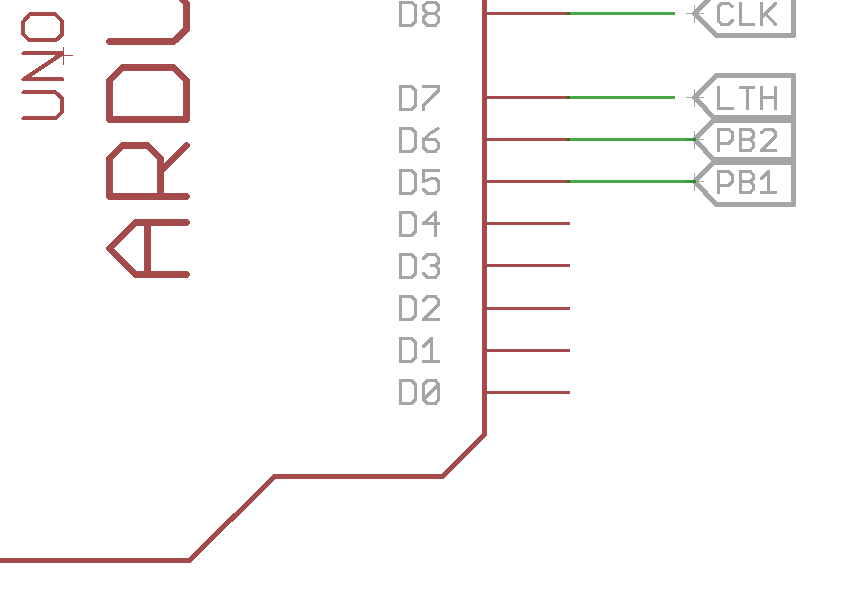 UNO
ARDU
D8 CLK
D7 LTH
D6 PB2
D5 PB1
D4
D3
D2
D1
D0